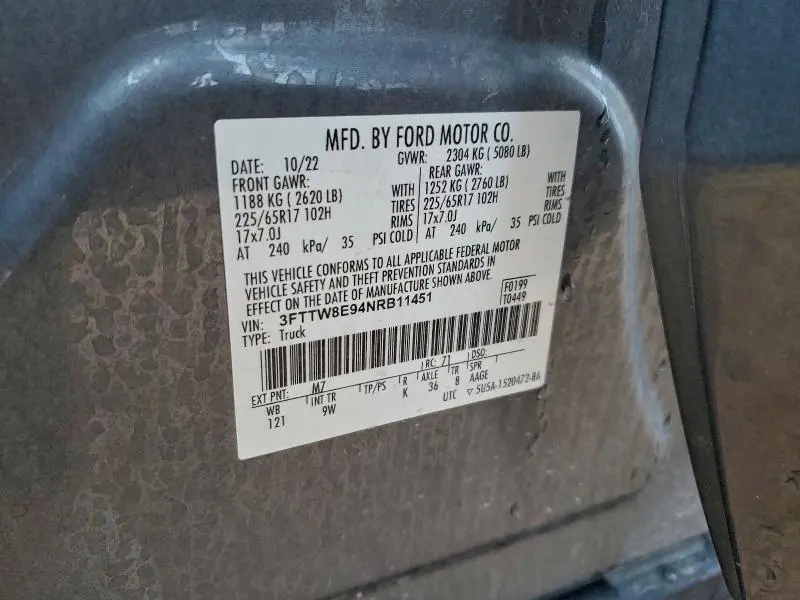 MFD. BY FORD MOTOR CO.
DATE: 10/22 GVWR: 2304 KG ( 5080 LB)
FRONT GAWR: REAR GAWR:
1188 KG ( 2620 LB) WITH 1252 KG ( 2760 LB) WITH
225/65R17 102H TIRES 225/65R17 102H TIRES
17x7.0J RIMS 17x7.0J RIMS
AT 240 kPa/ 35 PSI COLD AT 240 kPa/ 35 PSI COLD
THIS VEHICLE CONFORMS TO ALL APPLICABLE FEDERAL MOTOR
VEHICLE SAFETY AND THEFT PREVENTION STANDARDS IN
EFFECT ON THE DATE OF MANUFACTURE SHOWN ABOVE.
VIN: 3FTTW8E94NRB11451 F0199
TYPE: Truck T0449
EXT PNT: M7 RC: 71 DSO:
WB INT TR TP/PS R AXLE TR SPR
121 9W K 36 8 AAGE
UTC ▽ 5U5A-1520472-BA